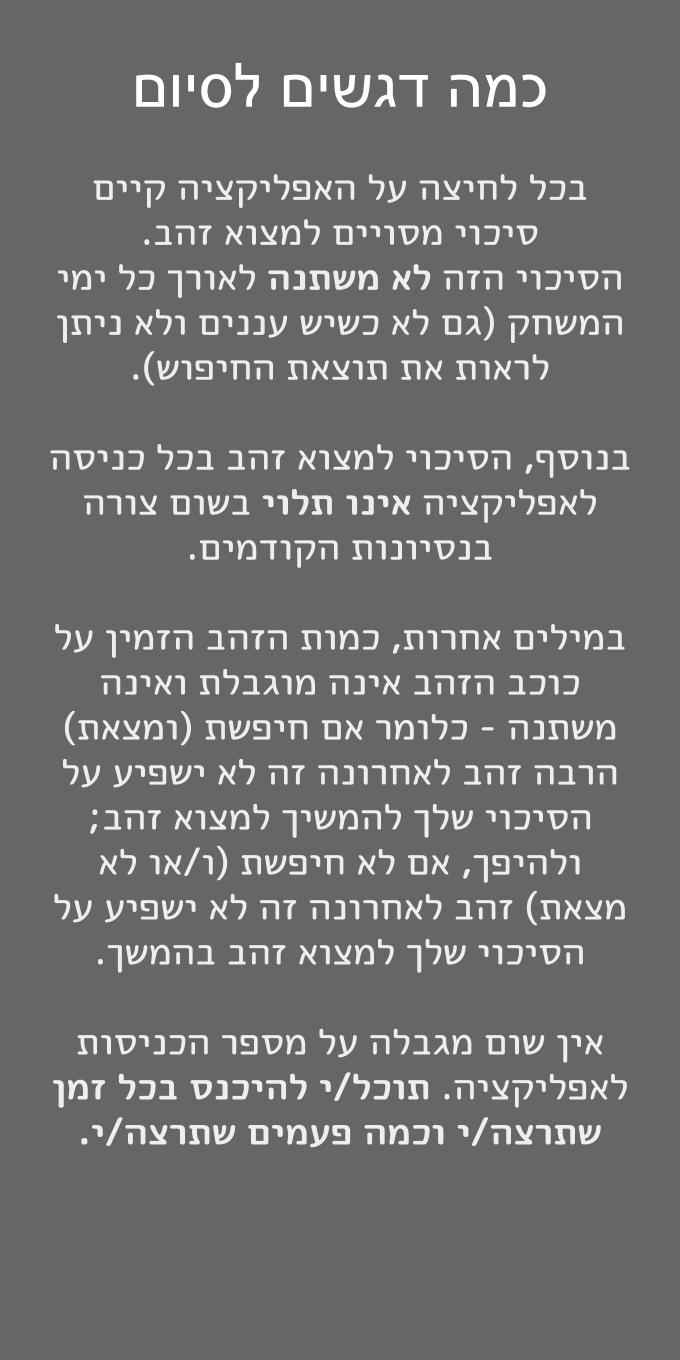 כמה דגשים לסיום
בכל לחיצה על האפליקציה קיים
סיכוי מסויים למצוא זהב.
הסיכוי הזה לא משתנה לאורך כל ימי
המשחק (גם לא כשיש עננים ולא ניתן
לראות את תוצאת החיפוש).
בנוסף, הסיכוי למצוא זהב בכל כניסה
לאפליקציה אינו תלוי בשום צורה
בנסיונות הקודמים.
במילים אחרות, כמות הזהב הזמין על
כוכב הזהב אינה מוגבלת ואינה
משתנה - כלומר אם חיפשת (ומצאת)
הרבה זהב לאחרונה זה לא ישפיע על
הסיכוי שלך להמשיך למצוא זהב;
ולהיפך, אם לא חיפשת (ו/או לא
מצאת) זהב לאחרונה זה לא ישפיע על
הסיכוי שלך למצוא זהב בהמשך.
אין שום מגבלה על מספר הכניסות
לאפליקציה. תוכל/י להיכנס בכל זמן
שתרצה/י וכמה פעמים שתרצה/י.